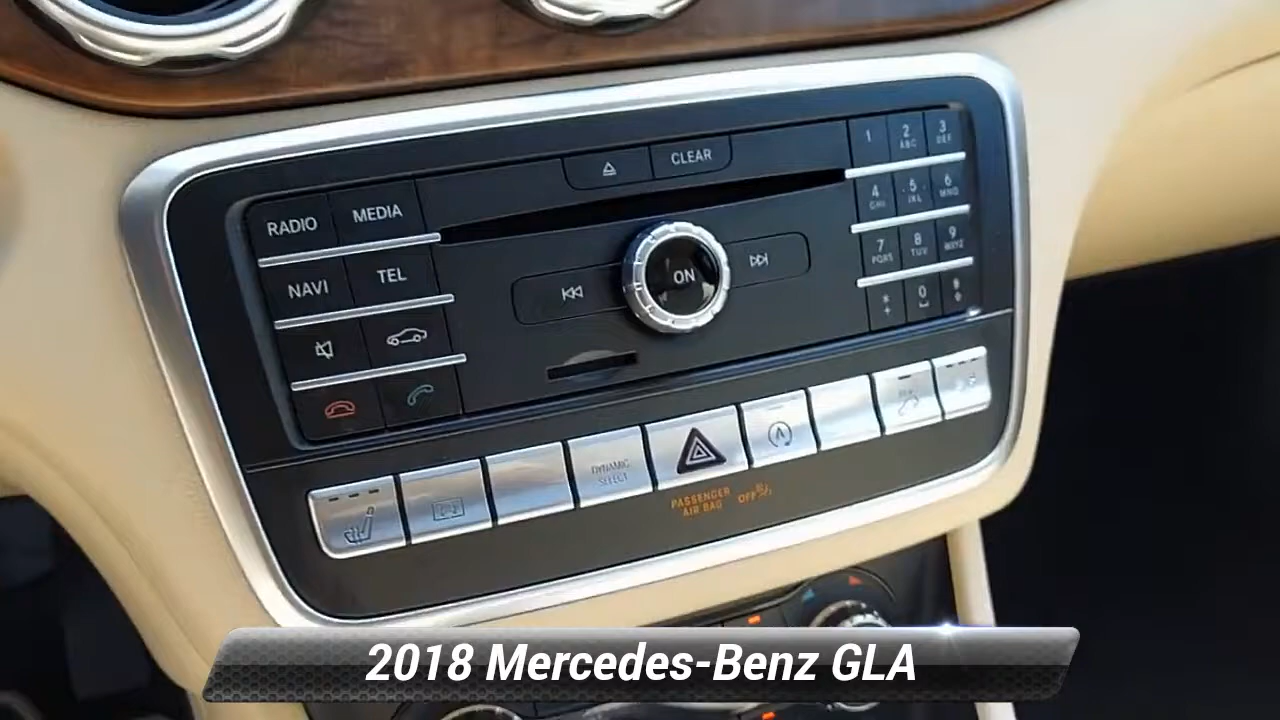 CLEAR
RADIO MEDIA
NAVI TEL
ON
1 2 ABC 3 DEF
4 GHI 5 JKL 6 MNO
7 PQRS 8 TUV 9 WXYZ
* + 0
DYNAMIC
SELECT
PASSENGER
AIR BAG OFF
2018 Mercedes-Benz GLA